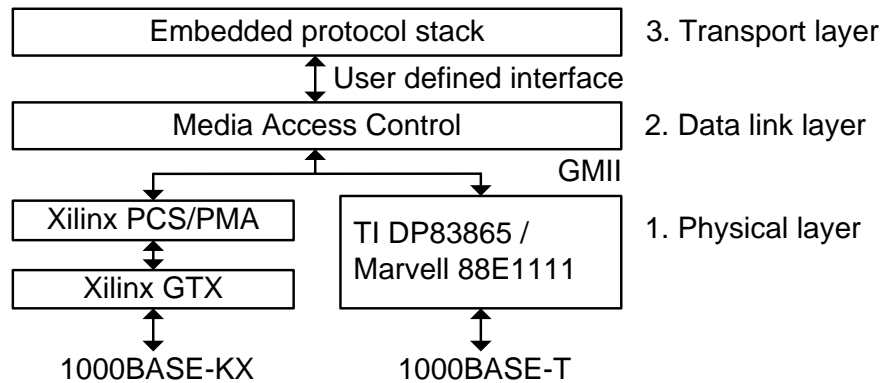 Embedded protocol stack 3. Transport layer
User defined interface
Media Access Control 2. Data link layer
GMII
Xilinx PCS/PMA
TI DP83865 / 1. Physical layer
Marvell 88E1111
Xilinx GTX
1000BASE-KX 1000BASE-T